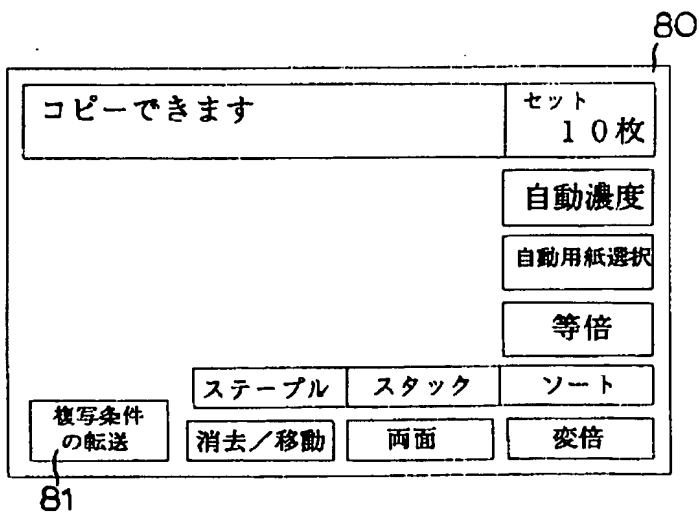 80
コピーできます
セット
10枚
自動濃度
自動用紙選択
等倍
ステープル スタック ソート
複写条件
の転送
消去/移動 両面 変倍
81